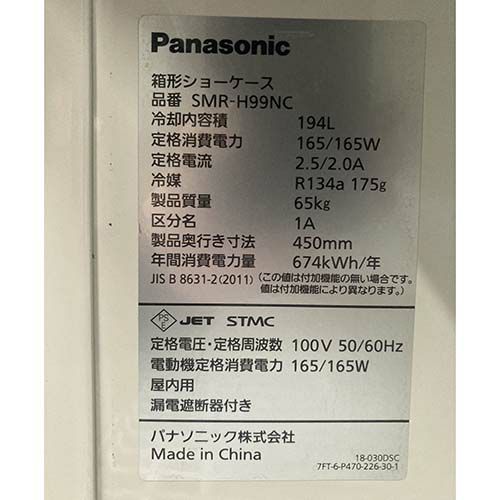 Panasonic
箱形ショーケース
品番 SMR-H99NC
冷却内容積 194L
定格消費電力 165/165W
定格電流 2.5/2.0A
冷媒 R134a 175g
製品質量 65kg
区分名 1A
製品奥行き寸法 450mm
年間消費電力量 674kWh/年
JIS B 8631-2(2011) (この値は付加機能の無い場合です。
値は付加機能により異なります。)
PS
E JET STMC
定格電圧・定格周波数 100V 50/60Hz
電動機定格消費電力 165/165W
屋内用
漏電遮断器付き
パナソニック株式会社
Made in China
18-030DSC
7FT-6-P470-226-30-1